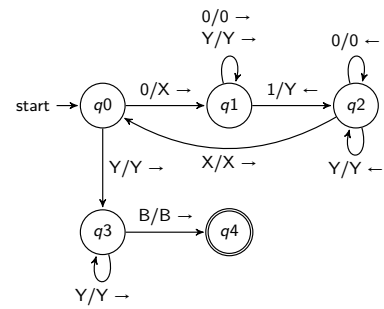 0/0 →
Y/Y →
0/0 ←
start
q0
0/X →
q1
1/Y ←
q2
Y/Y →
X/X →
Y/Y ←
q3
B/B →
q4
Y/Y →